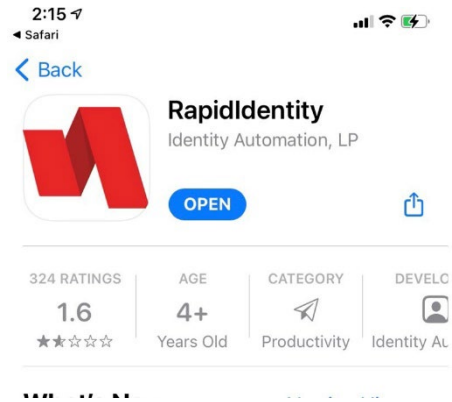 2:15
Safari
Back
RapidIdentity
Identity Automation, LP
OPEN
324 RATINGS
1.6
AGE
4+
Years Old
CATEGORY
Productivity
DEVELO
Identity Au